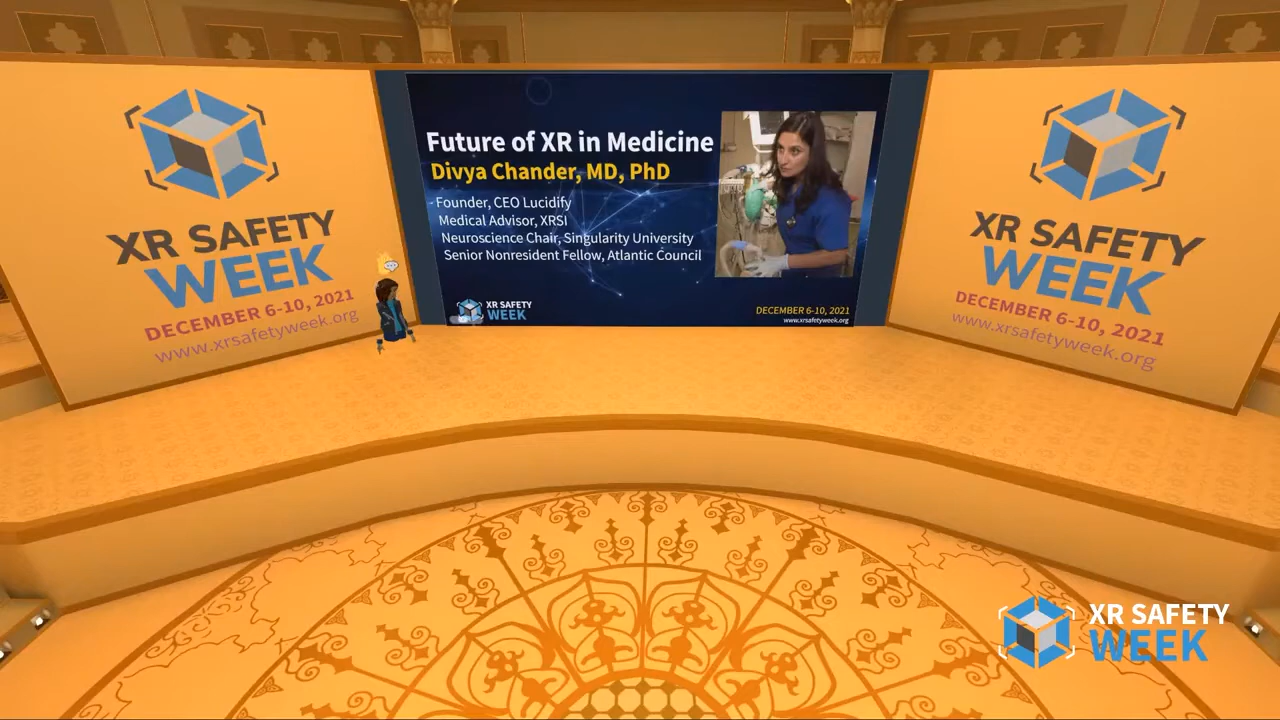 XR SAFETY
WEEK
DECEMBER 6-10, 2021
www.xrsafetyweek.org
Future of XR in Medicine
Divya Chander, MD, PhD
- Founder, CEO Lucidify
Medical Advisor, XRSI
Neuroscience Chair, Singularity University
Senior Nonresident Fellow, Atlantic Council
XR SAFETY
WEEK
DECEMBER 6-10, 2021
www.xrsafetyweek.org
XR SAFETY
WEEK
DECEMBER 6-10, 2021
www.xrsafetyweek.org
XR SAFETY
WEEK